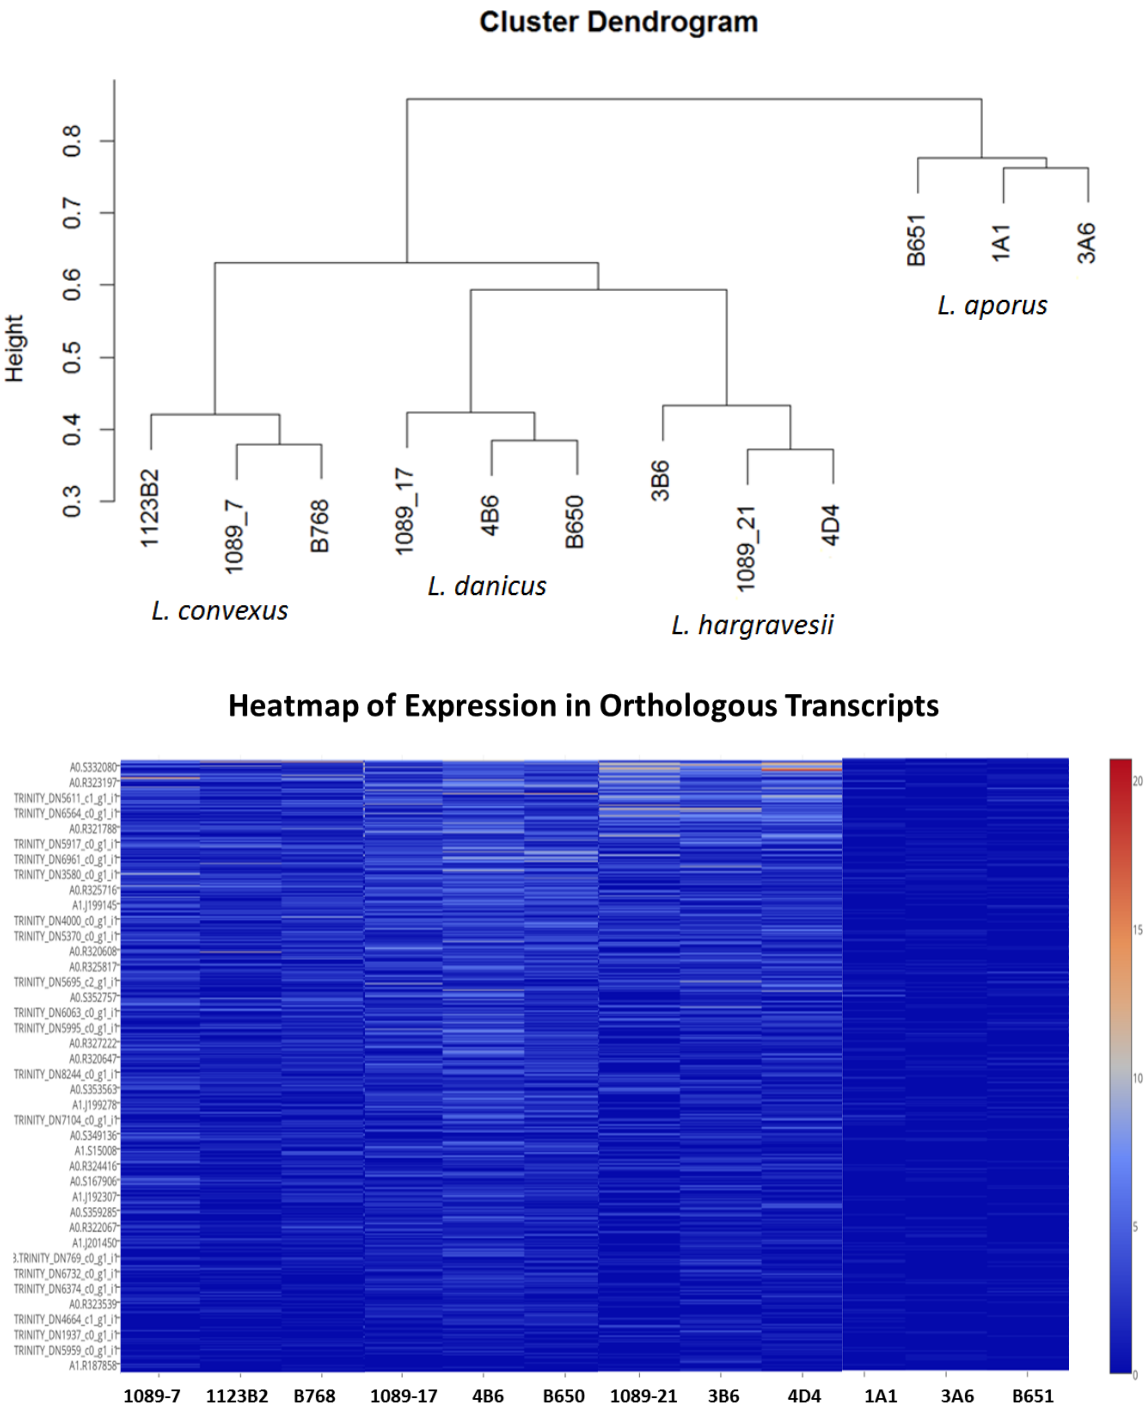 Cluster Dendrogram
Height
0.8
0.7
0.6
0.5
0.4
0.3
B651
1A1
3A6
L. aporus
1123B2
1089_7
B768
1089_17
4B6
B650
3B6
1089_21
4D4
L. danicus
L. convexus
L. hargravesii
Heatmap of Expression in Orthologous Transcripts
A0.S332080
A0.R323197
TRINITY_DN5611_c1_g1_i1
TRINITY_DN6564_c0_g1_i1
A0.R321788
TRINITY_DN5917_c0_g1_i1
TRINITY_DN6961_c0_g1_i1
TRINITY_DN3580_c0_g1_i1
A0.R325716
A1.J199145
TRINITY_DN4000_c0_g1_i1
TRINITY_DN5370_c0_g1_i1
A0.R320608
A0.R325817
TRINITY_DN5695_c2_g1_i1
A0.S352757
TRINITY_DN6063_c0_g1_i1
TRINITY_DN5995_c0_g1_i1
A0.R327222
A0.R320647
TRINITY_DN8244_c0_g1_i1
A0.S353563
A1.J199278
TRINITY_DN7104_c0_g1_i1
A0.S349136
A1.S15008
A0.R324416
A0.S167906
A1.J192307
A0.S359285
A0.R322067
A1.J201450
3.TRINITY_DN769_c0_g1_i1
TRINITY_DN6732_c0_g1_i1
TRINITY_DN6374_c0_g1_i1
A0.R323539
TRINITY_DN4664_c1_g1_i1
TRINITY_DN1937_c0_g1_i1
TRINITY_DN5959_c0_g1_i1
A1.R187858
20
15
10
5
0
1089-7 1123B2 B768 1089-17 4B6 B650 1089-21 3B6 4D4 1A1 3A6 B651